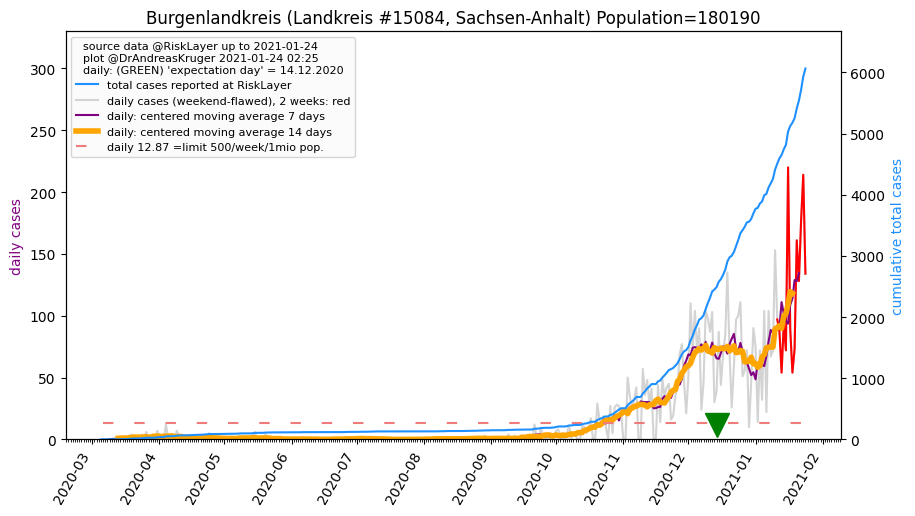 Burgenlandkreis (Landkreis #15084, Sachsen-Anhalt) Population=180190
source data @RiskLayer up to 2021-01-24
plot @DrAndreasKruger 2021-01-24 02:25
daily: (GREEN) 'expectation day' = 14.12.2020
total cases reported at RiskLayer
daily cases (weekend-flawed), 2 weeks: red
daily: centered moving average 7 days
daily: centered moving average 14 days
daily 12.87 =limit 500/week/1mio pop.
daily cases
300
250
200
150
100
50
0
cumulative total cases
6000
5000
4000
3000
2000
1000
0
2020-03
2020-04
2020-05
2020-06
2020-07
2020-08
2020-09
2020-10
2020-11
2020-12
2021-01
2021-02